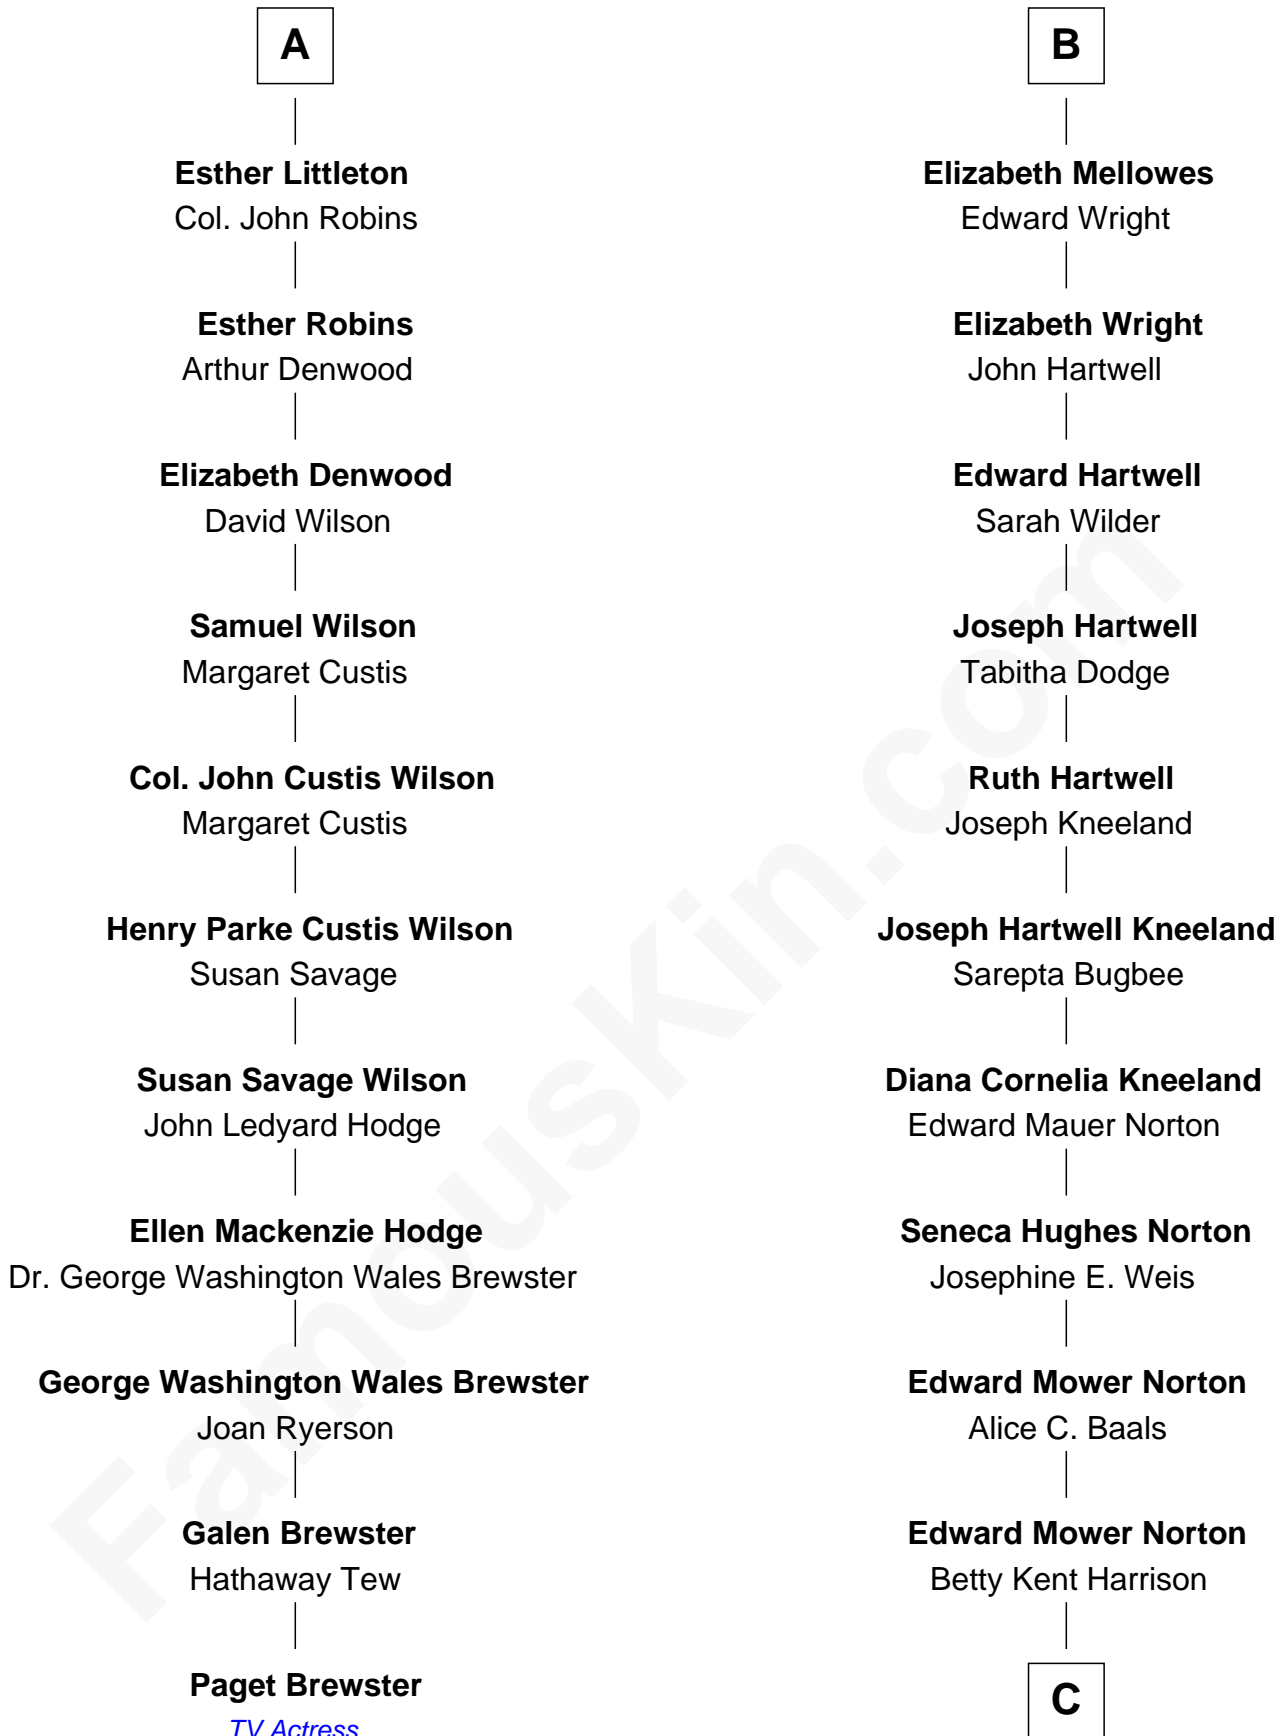 A
Esther Littleton
Col. John Robins
Esther Robins
Arthur Denwood
Elizabeth Denwood
David Wilson
Samuel Wilson
Margaret Custis
Col. John Custis Wilson
Margaret Custis
Henry Parke Custis Wilson
Susan Savage
Susan Savage Wilson
John Ledyard Hodge
Ellen Mackenzie Hodge
Dr. George Washington Wales Brewster
George Washington Wales Brewster
Joan Ryerson
Galen Brewster
Hathaway Tew
Paget Brewster
TV Actress
B
Elizabeth Mellowes
Edward Wright
Elizabeth Wright
John Hartwell
Edward Hartwell
Sarah Wilder
Joseph Hartwell
Tabitha Dodge
Ruth Hartwell
Joseph Kneeland
Joseph Hartwell Kneeland
Sarepta Bugbee
Diana Cornelia Kneeland
Edward Mauer Norton
Seneca Hughes Norton
Josephine E. Weis
Edward Mower Norton
Alice C. Baals
Edward Mower Norton
Betty Kent Harrison
C
FamousKin.com